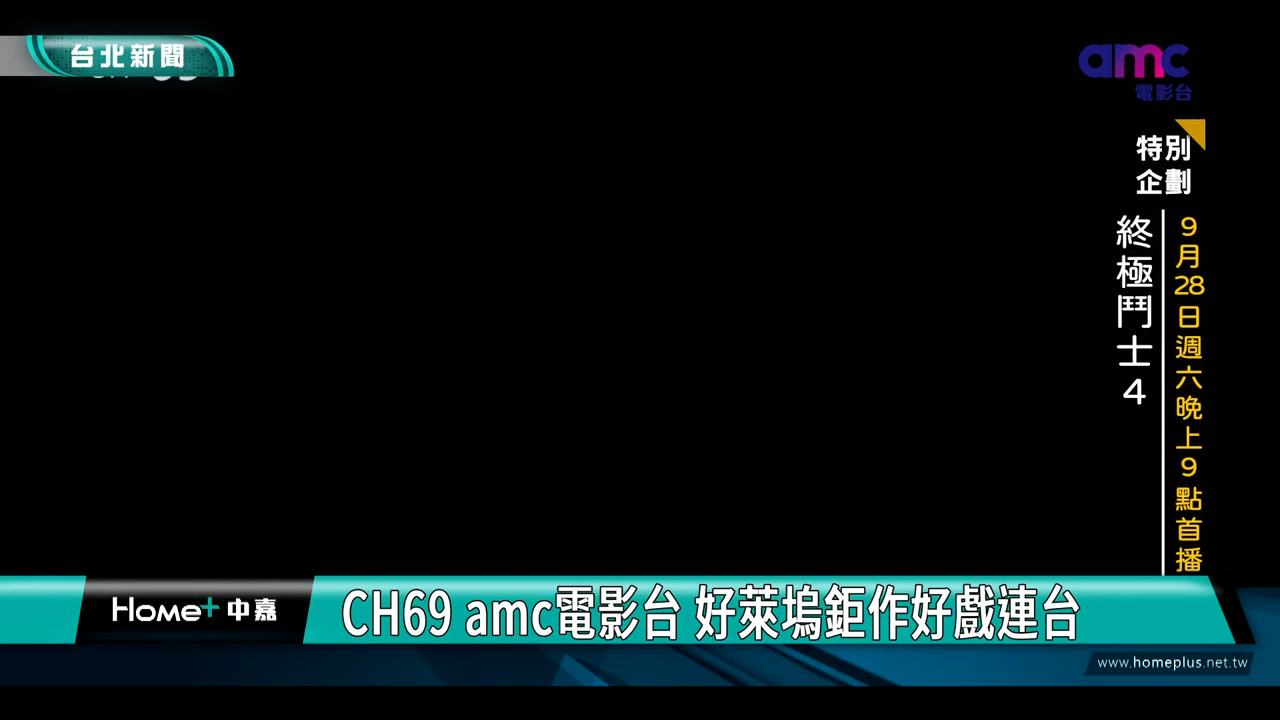 台北新聞
amc
電影台
特別
企劃
9月28日週六晚上9點首播
終極鬥士4
Home+中嘉
CH69 amc電影台 好萊塢鉅作好戲連台
www.homeplus.net.tw